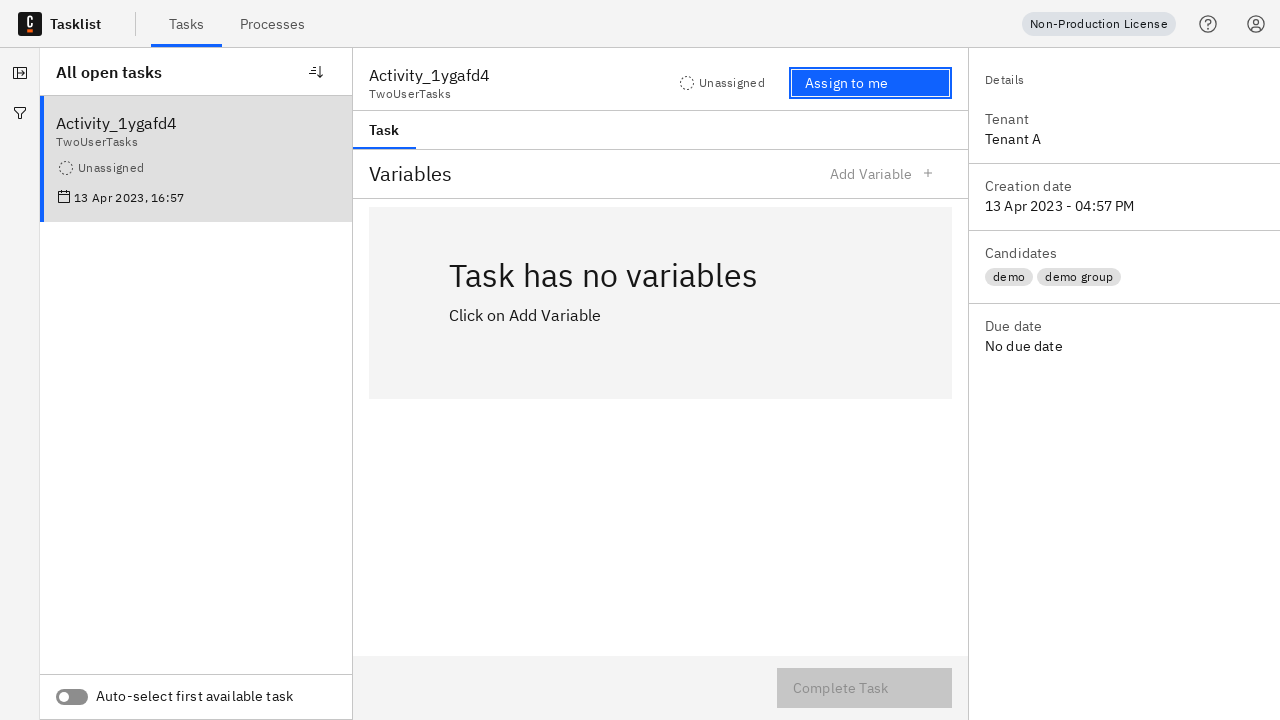 Tasklist
Tasks
Processes
Non-Production License
All open tasks
Activity_1ygafd4
TwoUserTasks
Unassigned
13 Apr 2023, 16:57
Auto-select first available task
Activity_1ygafd4
TwoUserTasks
Unassigned
Assign to me
Task
Variables
Add Variable +
Task has no variables
Click on Add Variable
Complete Task
Details
Tenant
Tenant A
Creation date
13 Apr 2023 - 04:57 PM
Candidates
demo
demo group
Due date
No due date